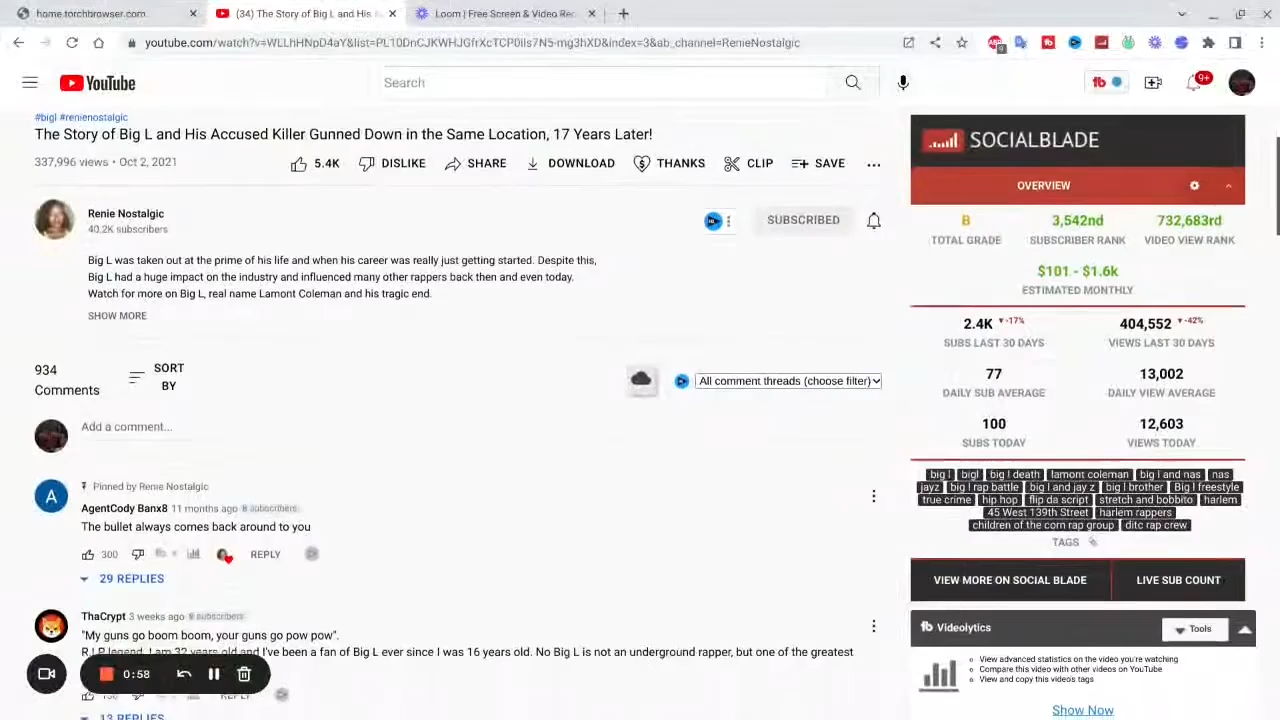 home.torchbrowser.com
(34) The Story of Big L and His
Loom | Free Screen & Video Rec
youtube.com/watch?v=WLLhHNpD4aY&list=PL10DnCJKWHJGfrXcTCP0Iis7N5-mg3hXD&index=3&ab_channel=RenieNostalgic
YouTube
Search
9+
#bigl #renienostalgic
The Story of Big L and His Accused Killer Gunned Down in the Same Location, 17 Years Later!
337,996 views • Oct 2, 2021
5.4K
DISLIKE
SHARE
DOWNLOAD
THANKS
CLIP
SAVE
Renie Nostalgic
40.2K subscribers
SUBSCRIBED
Big L was taken out at the prime of his life and when his career was really just getting started. Despite this,
Big L had a huge impact on the industry and influenced many other rappers back then and even today.
Watch for more on Big L, real name Lamont Coleman and his tragic end.
SHOW MORE
934
Comments
SORT
BY
All comment threads (choose filter)
Add a comment...
Pinned by Renie Nostalgic
A
AgentCody Banx8 11 months ago 8 subscribers
The bullet always comes back around to you
300
REPLY
29 REPLIES
ThaCrypt 3 weeks ago 9 subscribers
"My guns go boom boom, your guns go pow pow".
R.I.P legend. I am 32 years old and I've been a fan of Big L ever since I was 16 years old. No Big L is not an underground rapper, but one of the greatest
0:58
REPLY
13 REPLIES
SOCIALBLADE
OVERVIEW
B
TOTAL GRADE
3,542nd
SUBSCRIBER RANK
732,683rd
VIDEO VIEW RANK
$101 - $1.6k
ESTIMATED MONTHLY
2.4K -17%
SUBS LAST 30 DAYS
404,552 -42%
VIEWS LAST 30 DAYS
77
DAILY SUB AVERAGE
13,002
DAILY VIEW AVERAGE
100
SUBS TODAY
12,603
VIEWS TODAY
big l bigl big l death lamont coleman big l and nas nas
jayz big l rap battle big l and jay z big l brother Big l freestyle
true crime hip hop flip da script stretch and bobbito harlem
45 West 139th Street harlem rappers
children of the corn rap group ditc rap crew
TAGS
VIEW MORE ON SOCIAL BLADE
LIVE SUB COUNT
Videolytics
Tools
View advanced statistics on the video you're watching
Compare this video with other videos on YouTube
View and copy this video's tags
Show Now